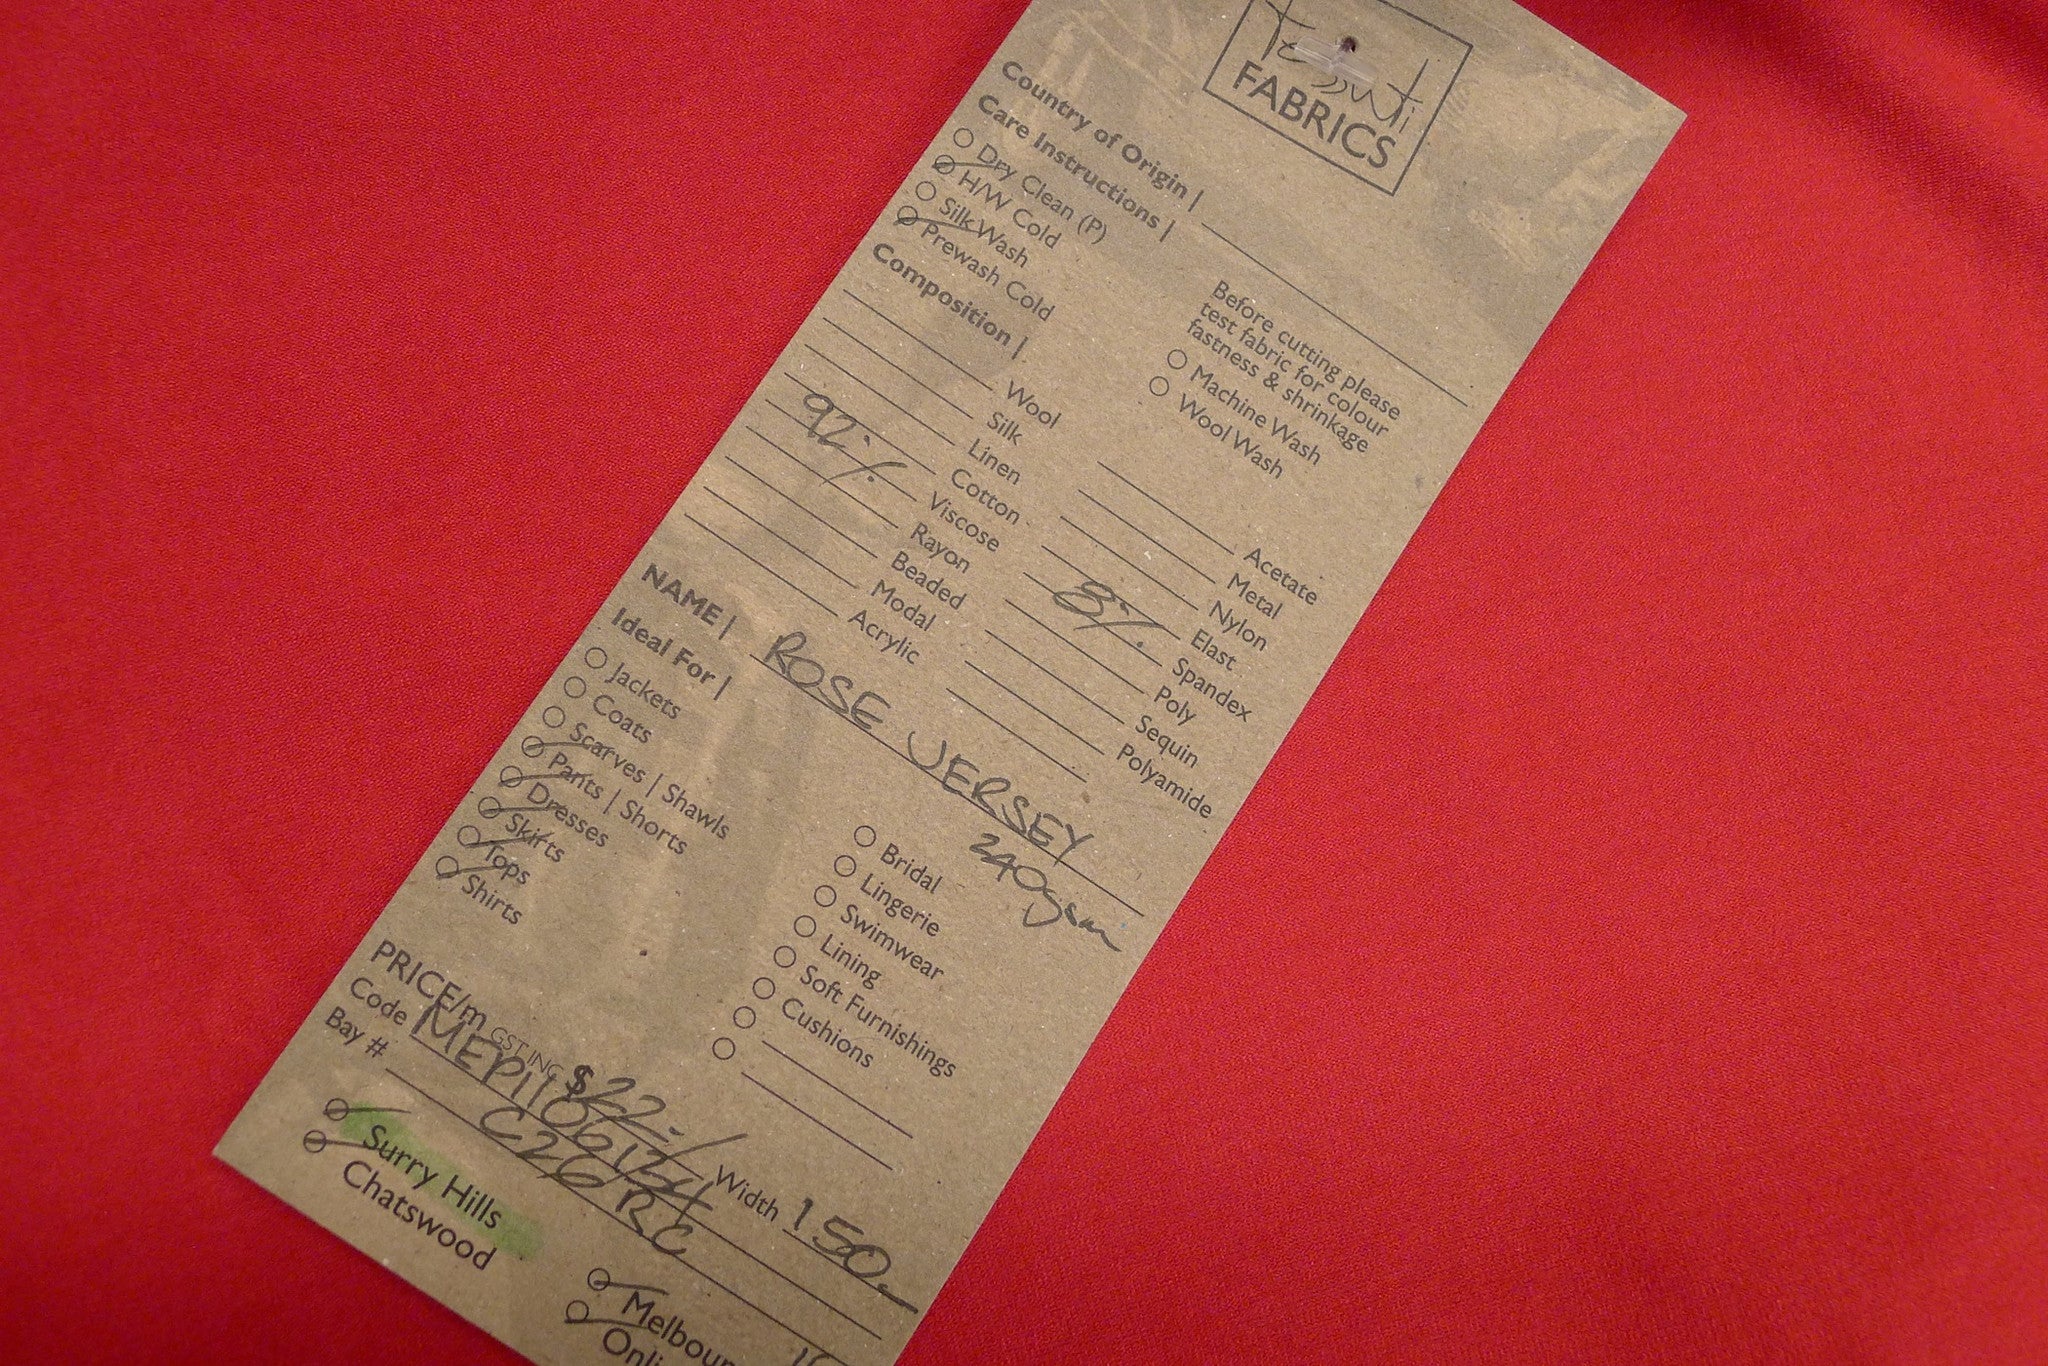 Tessuti
FABRICS
Country of Origin |
Care Instructions |
Dry Clean (P)
H/W Cold
Silk Wash
Prewash Cold
Before cutting please
test fabric for colour
fastness & shrinkage
Machine Wash
Wool Wash
Composition |
Wool
Silk
Linen
Cotton
92% Viscose
Rayon
Beaded
Modal
Acrylic
Acetate
Metal
Nylon
Elast
8% Spandex
Poly
Sequin
Polyamide
NAME | ROSE JERSEY
240gsm
Ideal For |
Jackets
Coats
Scarves | Shawls
Pants | Shorts
Dresses
Skirts
Tops
Shirts
Bridal
Lingerie
Swimwear
Lining
Soft Furnishings
Cushions
PRICE/m GST INC $22.- Width 150
Code
Bay # C26 RC
Surry Hills
Chatswood